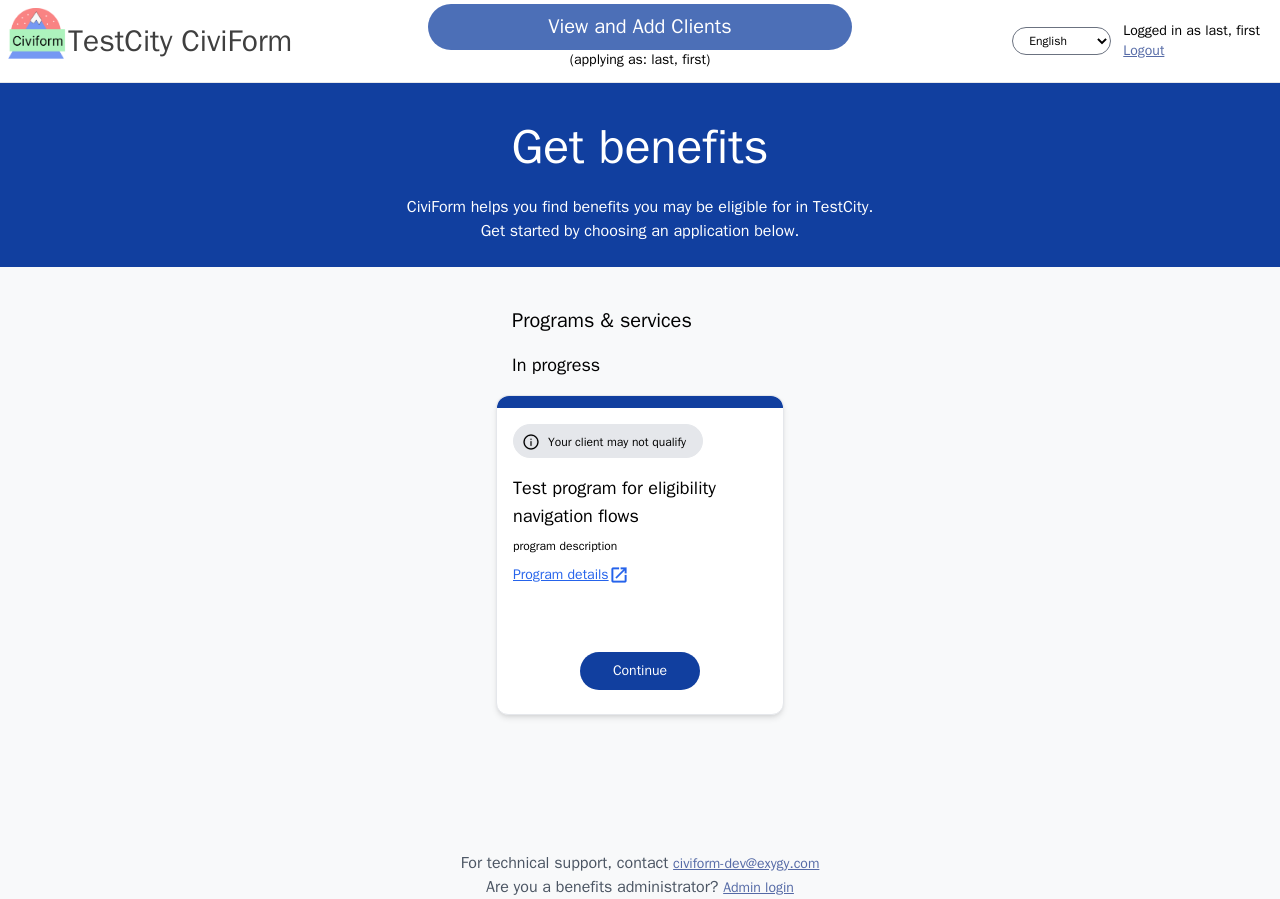 Civiform
TestCity CiviForm
View and Add Clients
(applying as: last, first)
English
Logged in as last, first
Logout
Get benefits
CiviForm helps you find benefits you may be eligible for in TestCity.
Get started by choosing an application below.
Programs & services
In progress
Your client may not qualify
Test program for eligibility
navigation flows
program description
Program details
Continue
For technical support, contact civiform-dev@exygy.com
Are you a benefits administrator? Admin login